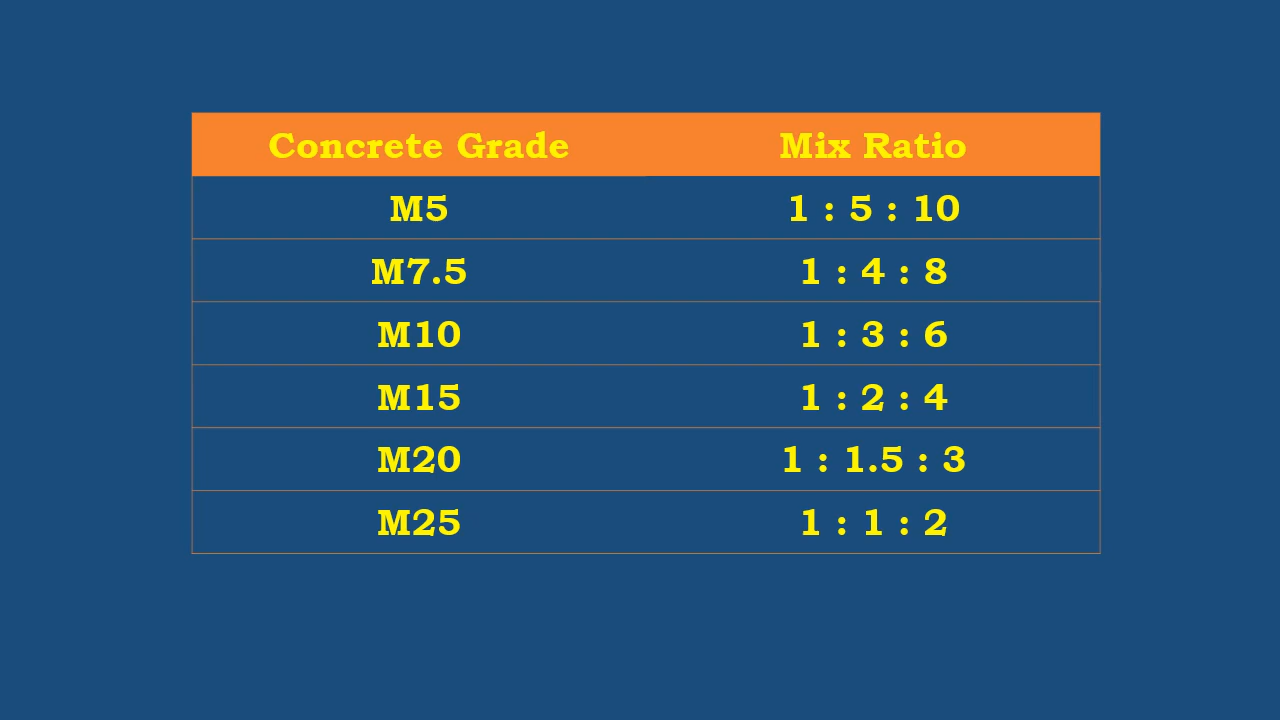 Concrete Grade Mix Ratio
M5 1 : 5 : 10
M7.5 1 : 4 : 8
M10 1 : 3 : 6
M15 1 : 2 : 4
M20 1 : 1.5 : 3
M25 1 : 1 : 2